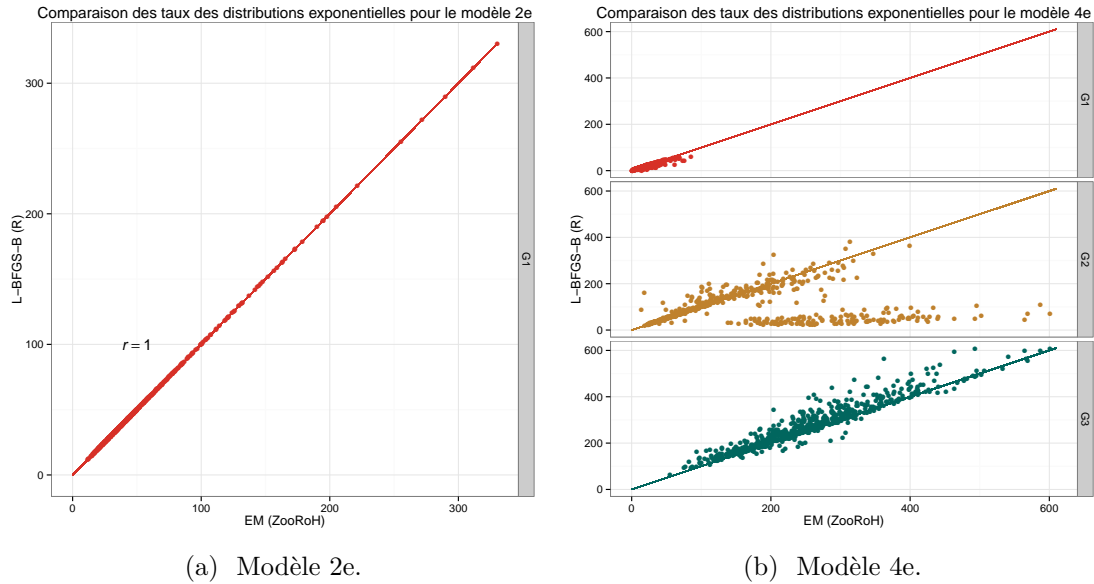 Comparaison des taux des distributions exponentielles pour le modèle 2e
300
200
100
0
L−BFGS−B (R)
r = 1
G1
0 100 200 300
EM (ZooRoH)
(a) Modèle 2e.
Comparaison des taux des distributions exponentielles pour le modèle 4e
600
400
200
0
G1
600
400
200
0
G2
600
400
200
0
G3
L−BFGS−B (R)
0 200 400 600
EM (ZooRoH)
(b) Modèle 4e.